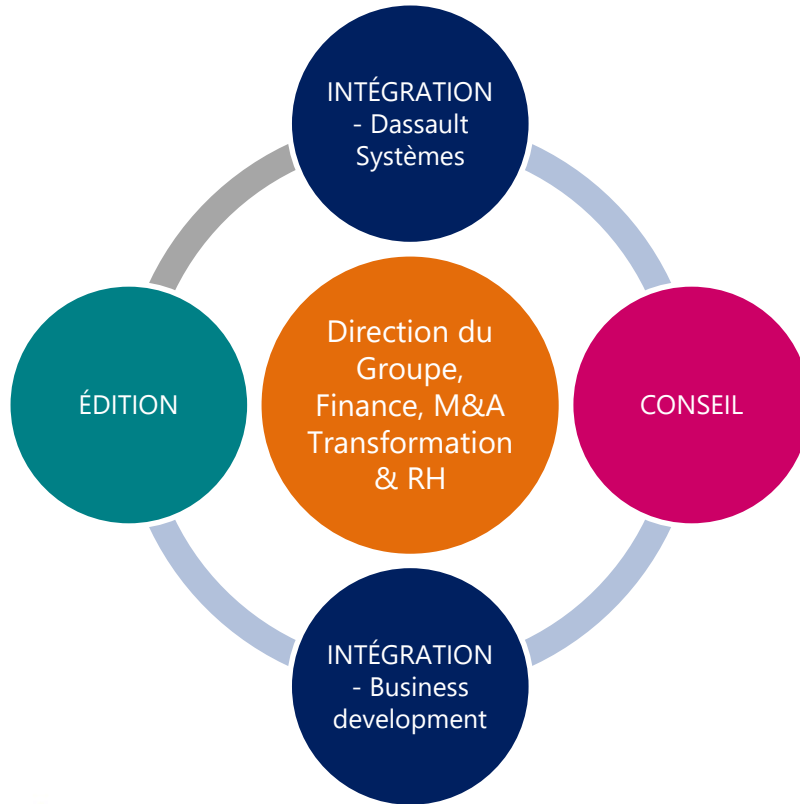 INTÉGRATION
- Dassault
Systèmes
ÉDITION
Direction du
Groupe,
Finance, M&A
Transformation
& RH
CONSEIL
INTÉGRATION
- Business
development